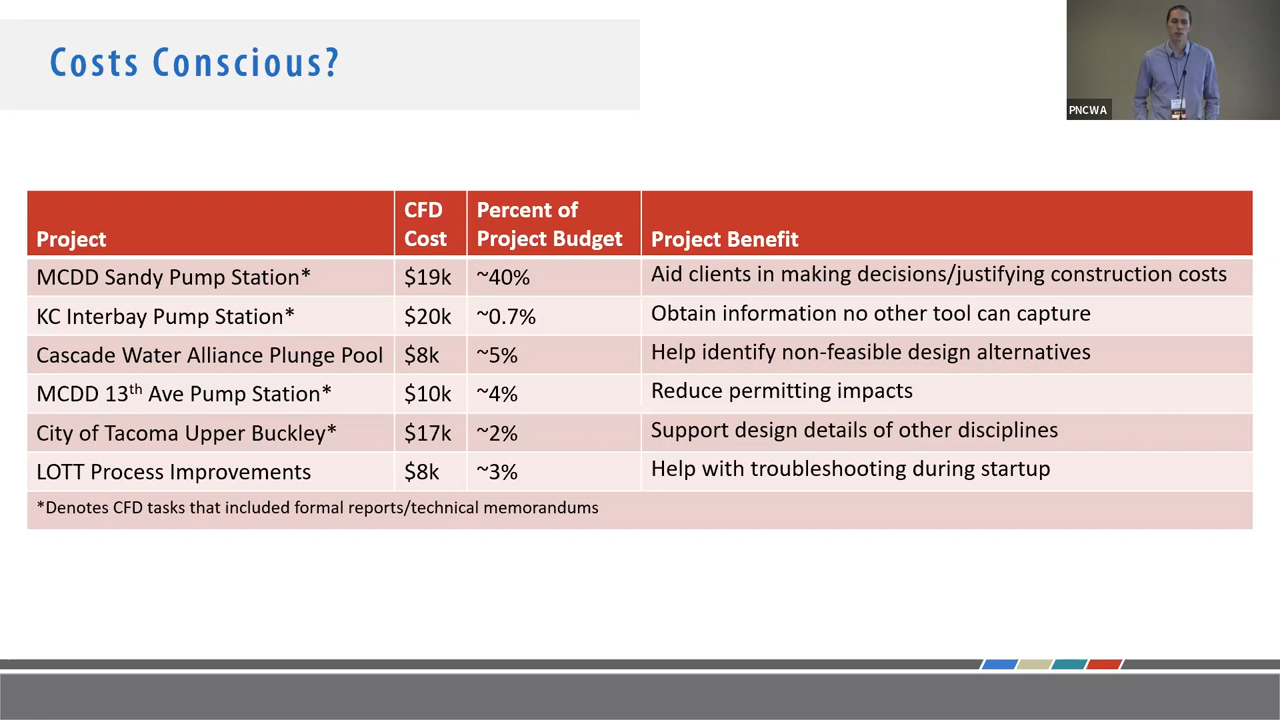 Costs Conscious?
PNCWA
Project CFD Cost Percent of Project Budget Project Benefit
MCDD Sandy Pump Station* $19k ~40% Aid clients in making decisions/justifying construction costs
KC Interbay Pump Station* $20k ~0.7% Obtain information no other tool can capture
Cascade Water Alliance Plunge Pool $8k ~5% Help identify non-feasible design alternatives
MCDD 13th Ave Pump Station* $10k ~4% Reduce permitting impacts
City of Tacoma Upper Buckley* $17k ~2% Support design details of other disciplines
LOTT Process Improvements $8k ~3% Help with troubleshooting during startup
*Denotes CFD tasks that included formal reports/technical memorandums